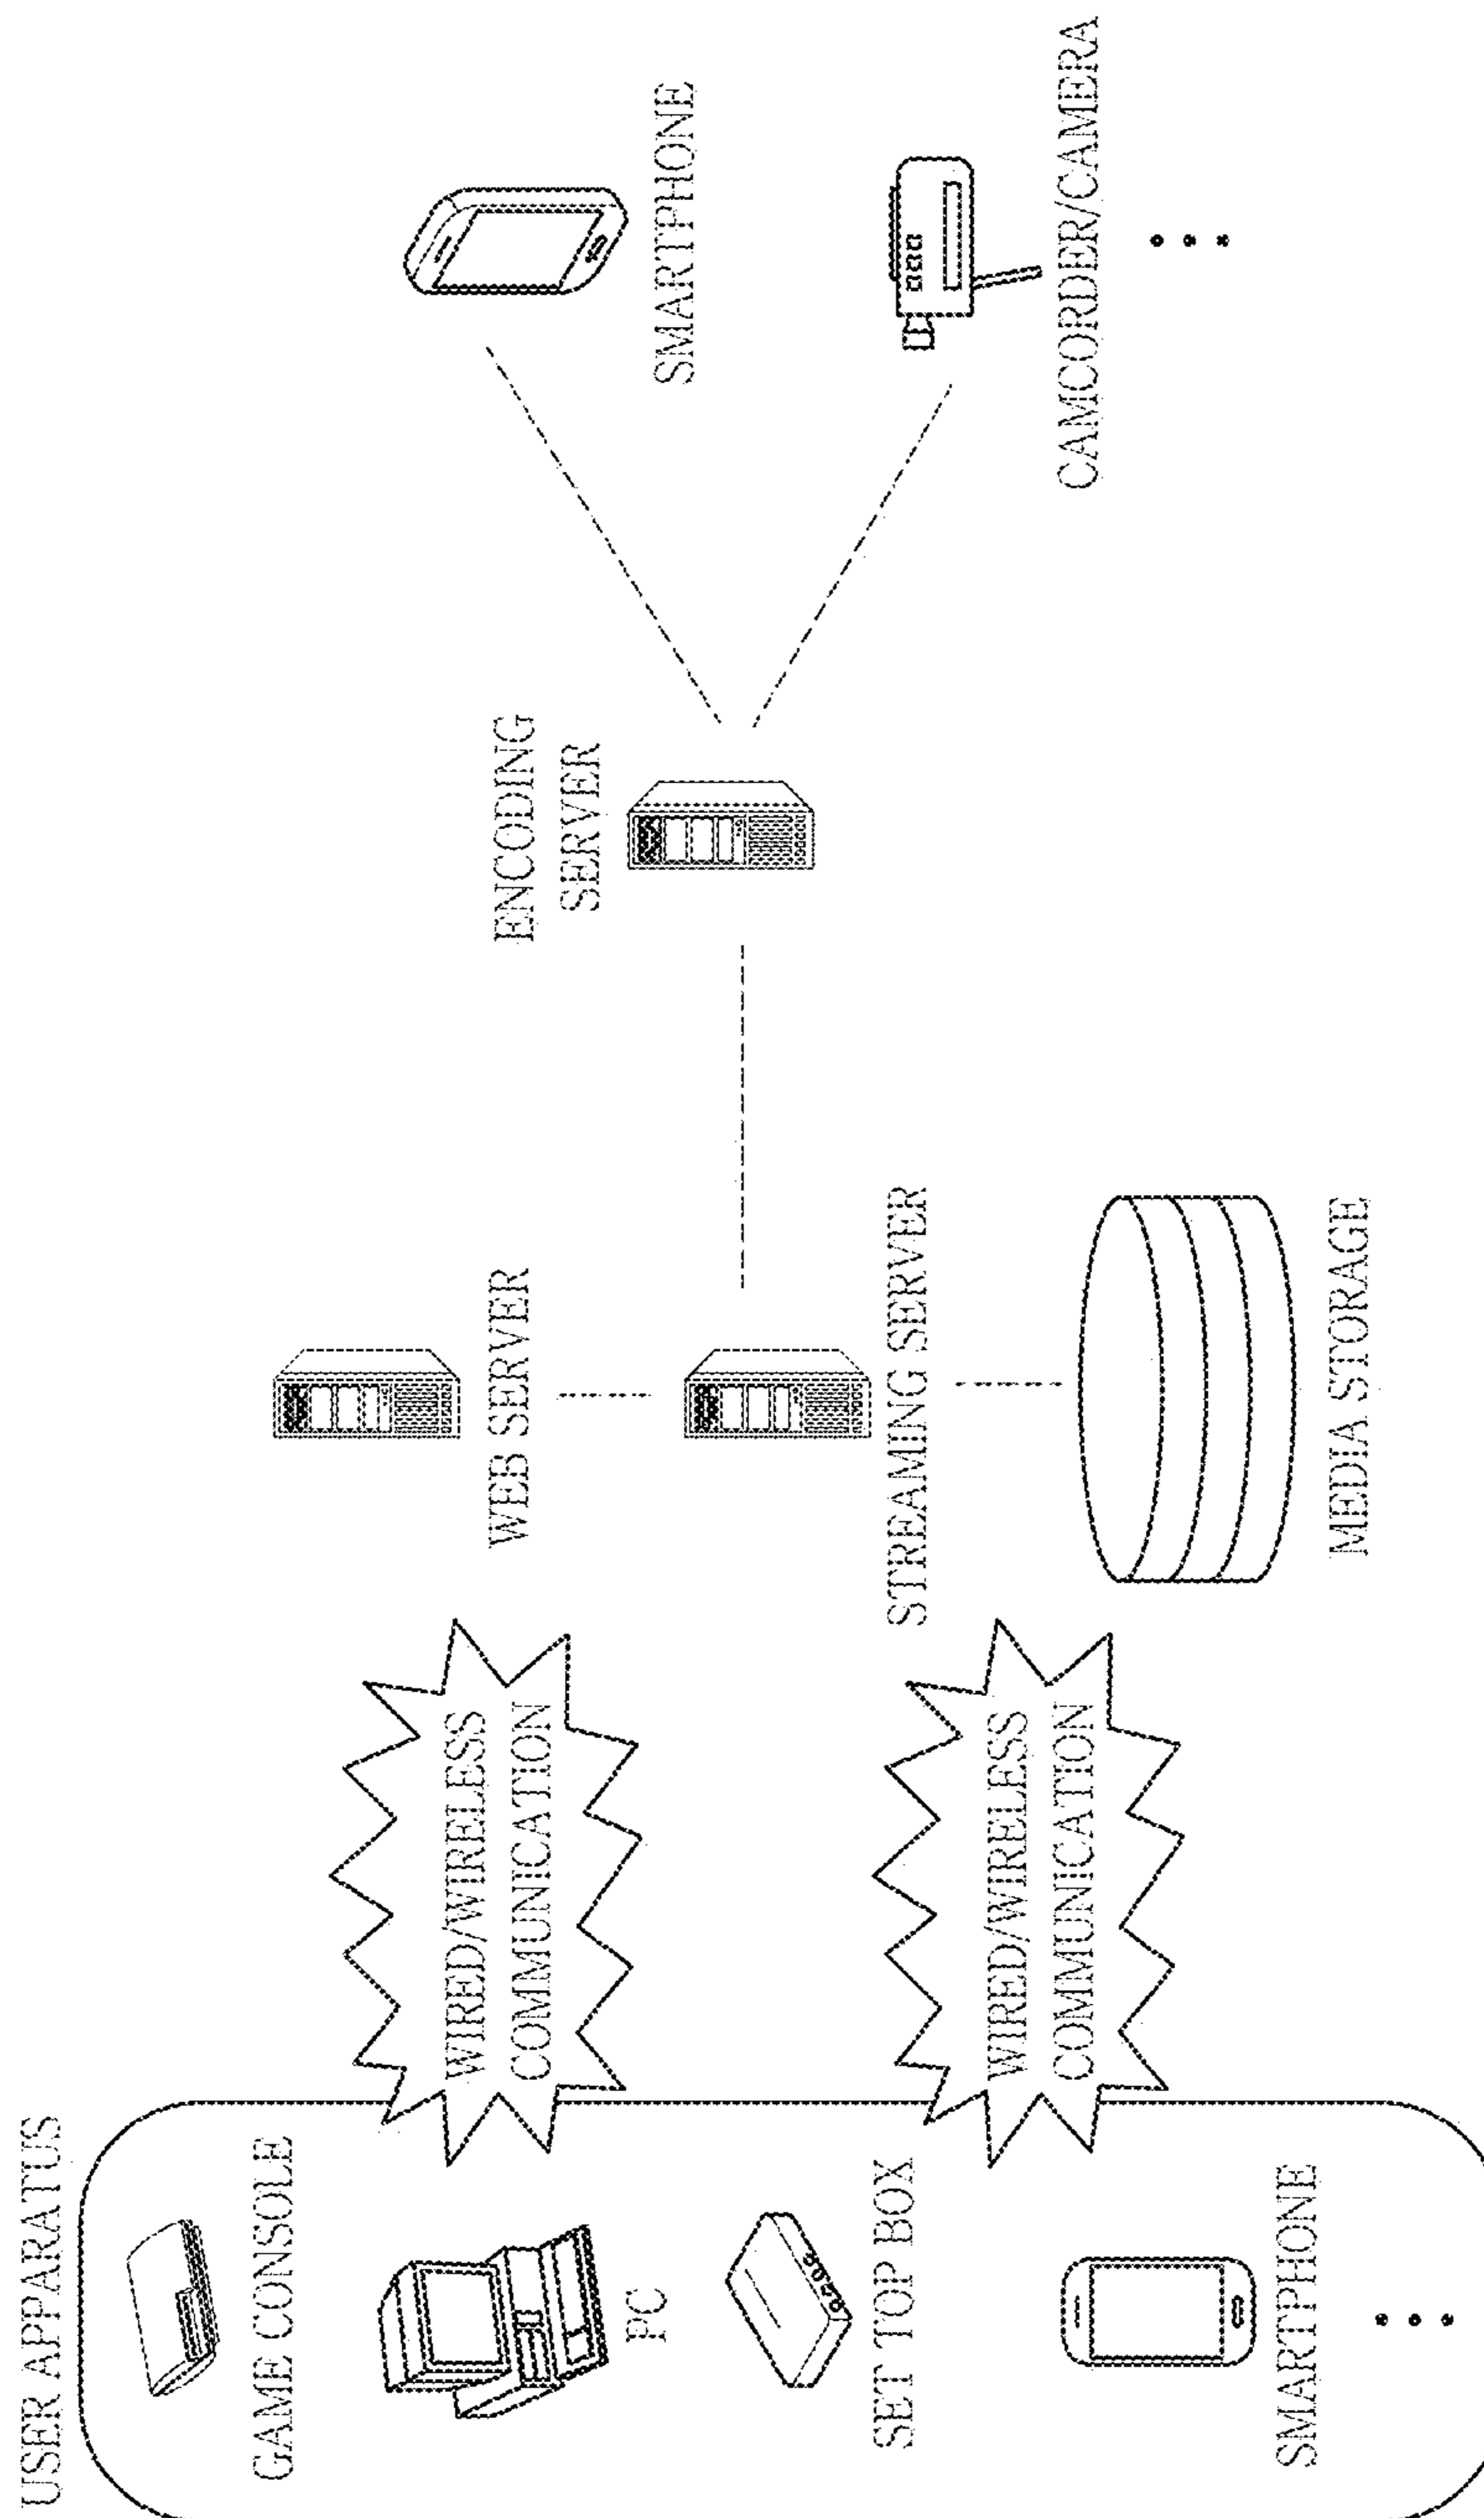 USER APPARATUS
GAME CONSOLE
PC
SET TOP BOX
SMARTPHONE
WIRED/WIRELESS
COMMUNICATION
WIRED/WIRELESS
COMMUNICATION
WEB SERVER
STREAMING SERVER
MEDIA STORAGE
ENCODING
SERVER
SMARTPHONE
CAMCORDER/CAMERA